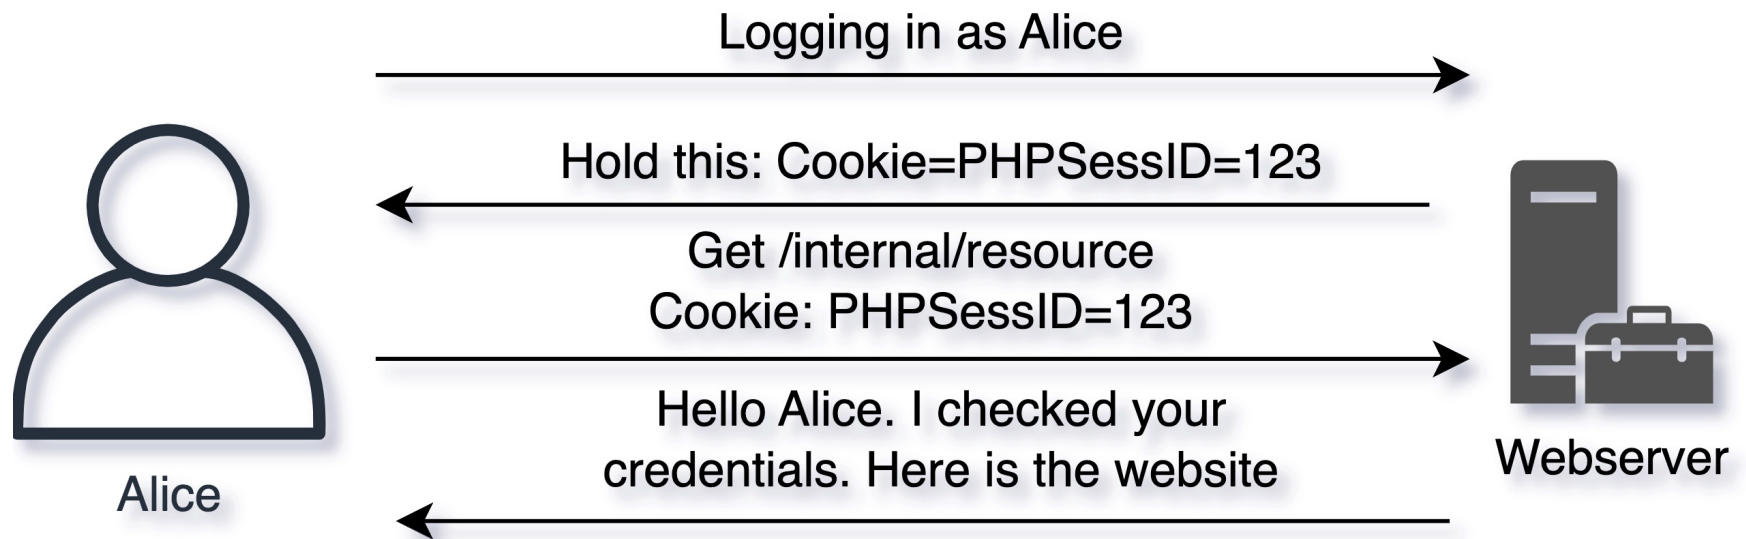 Logging in as Alice
Hold this: Cookie=PHPSessID=123
Get /internal/resource
Cookie: PHPSessID=123
Hello Alice. I checked your
credentials. Here is the website
Alice
Webserver